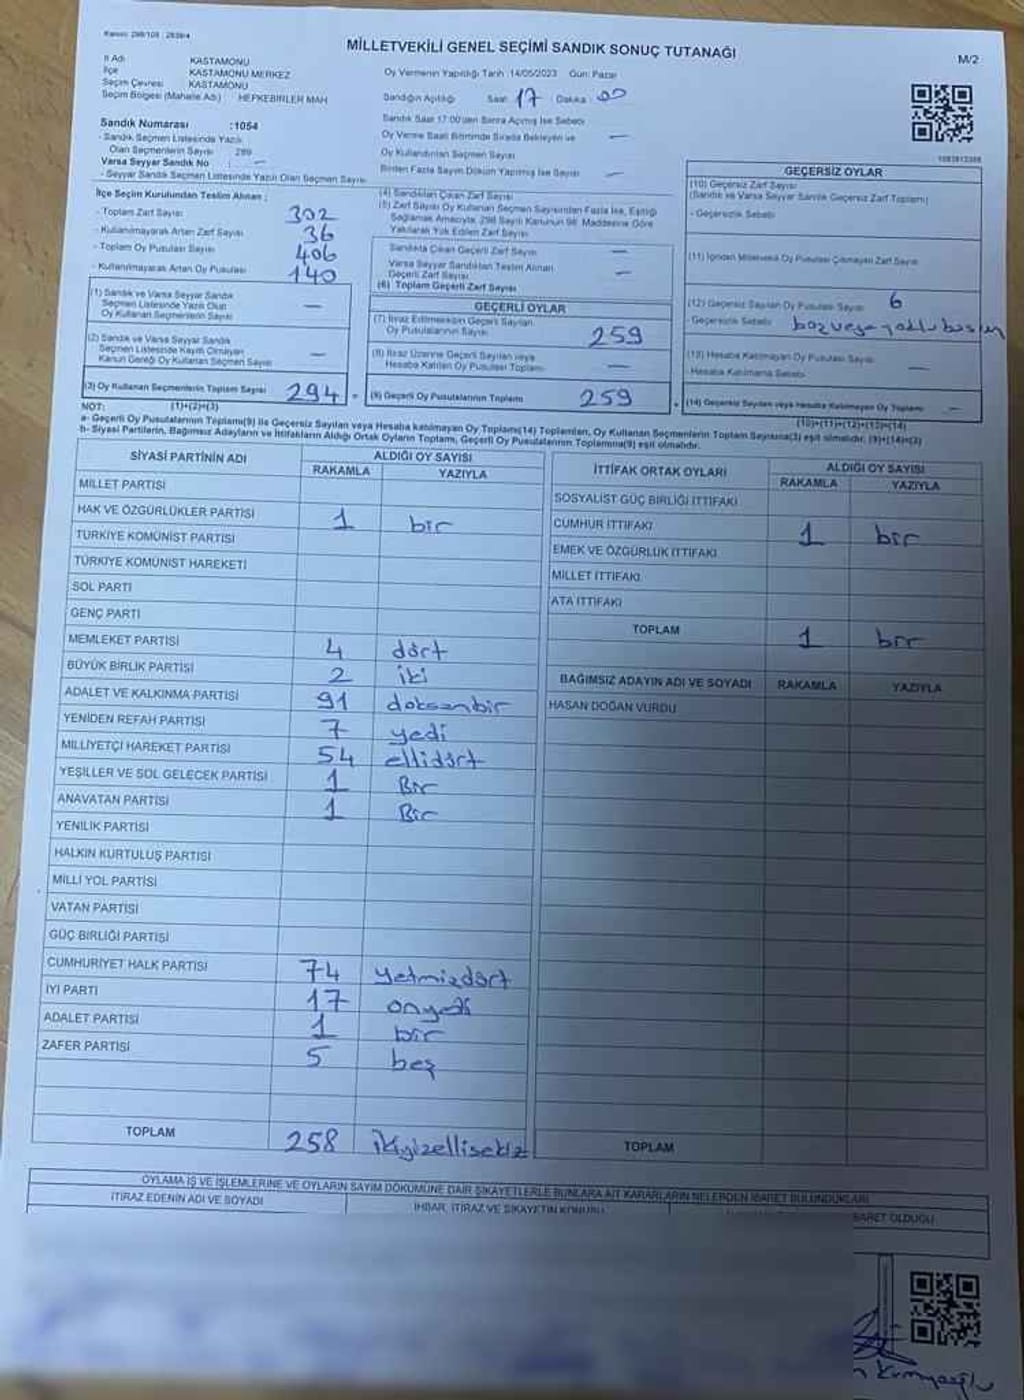 Kanun: 298/105 ; 2839/4
MİLLETVEKİLİ GENEL SEÇİMİ SANDIK SONUÇ TUTANAĞI
M/2
İl Adı KASTAMONU
İlçe KASTAMONU MERKEZ
Seçim Çevresi KASTAMONU
Seçim Bölgesi (Mahalle Adı) HEPKEBİRLER MAH
Oy Vermenin Yapıldığı Tarih :14/05/2023 Gün: Pazar
Sandığın Açıldığı Saat 17 Dakika 00
Sandık Saat 17:00'den Sonra Açılmış İse Sebebi
Oy Verme Saati Bitiminde Sırada Bekleyen ve —
Oy Kullandırılan Seçmen Sayısı
Birden Fazla Sayım Döküm Yapılmış İse Sayısı —
Sandık Numarası :1054
- Sandık Seçmen Listesinde Yazılı
Olan Seçmenlerin Sayısı 299
Varsa Seyyar Sandık No : —
- Seyyar Sandık Seçmen Listesinde Yazılı Olan Seçmen Sayısı
İlçe Seçim Kurulundan Teslim Alınan ;
- Toplam Zarf Sayısı 302
- Kullanılmayarak Artan Zarf Sayısı 36
- Toplam Oy Pusulası Sayısı 406
- Kullanılmayarak Artan Oy Pusulası 140
(1) Sandık ve Varsa Seyyar Sandık
Seçmen Listesinde Yazılı Olup
Oy Kullanan Seçmenlerin Sayısı —
(2) Sandık ve Varsa Seyyar Sandık
Seçmen Listesinde Kayıtlı Olmayan
Kanun Gereği Oy Kullanan Seçmen Sayısı —
(3) Oy Kullanan Seçmenlerin Toplam Sayısı 294 =
(1)+(2)=(3)
(4) Sandıktan Çıkan Zarf Sayısı
(5) Zarf Sayısı Oy Kullanan Seçmen Sayısından Fazla İse, Eşitliği
Sağlamak Amacıyla, 298 Sayılı Kanunun 98. Maddesine Göre
Yakılarak Yok Edilen Zarf Sayısı
Sandıkta Çıkan Geçerli Zarf Sayısı —
Varsa Seyyar Sandıktan Teslim Alınan
Geçerli Zarf Sayısı —
(6) Toplam Geçerli Zarf Sayısı
GEÇERLİ OYLAR
(7) İtiraz Edilmeksizin Geçerli Sayılan
Oy Pusulalarının Sayısı 259
(8) İtiraz Üzerine Geçerli Sayılan veya
Hesaba Katılan Oy Pusulası Toplamı —
(9) Geçerli Oy Pusulalarının Toplamı 259 +
GEÇERSİZ OYLAR
(10) Geçersiz Zarf Sayısı
(Sandık ve Varsa Seyyar Sandık Geçersiz Zarf Toplamı)
- Geçersizlik Sebebi
(11) İçinden Milletvekili Oy Pusulası Çıkmayan Zarf Sayısı
(12) Geçersiz Sayılan Oy Pusulası Sayısı 6
- Geçersizlik Sebebi
(13) Hesaba Katılmayan Oy Pusulası Sayısı
- Hesaba Katılmama Sebebi —
(14) Geçersiz Sayılan veya Hesaba Katılmayan Oy Toplamı —
(10)+(11)+(12)+(13)=(14)
NOT:
a- Geçerli Oy Pusulalarının Toplamı(9) ile Geçersiz Sayılan veya Hesaba katılmayan Oy Toplamı(14) Toplamları, Oy Kullanan Seçmenlerin Toplam Sayısına(3) eşit olmalıdır. (9)+(14)=(3)
b- Siyasi Partilerin, Bağımsız Adayların ve İttifakların Aldığı Ortak Oyların Toplamı, Geçerli Oy Pusulalarının Toplamına(9) eşit olmalıdır.
SİYASİ PARTİNİN ADI
ALDIĞI OY SAYISI
RAKAMLA YAZIYLA
MİLLET PARTİSİ
HAK VE ÖZGÜRLÜKLER PARTİSİ 1 bir
TÜRKİYE KOMÜNİST PARTİSİ
TÜRKİYE KOMÜNİST HAREKETİ
SOL PARTİ
GENÇ PARTİ
MEMLEKET PARTİSİ 4 dört
BÜYÜK BİRLİK PARTİSİ 2 iki
ADALET VE KALKINMA PARTİSİ 91 doksanbir
YENİDEN REFAH PARTİSİ 7 yedi
MİLLİYETÇİ HAREKET PARTİSİ 54 ellidört
YEŞİLLER VE SOL GELECEK PARTİSİ 1 Bir
ANAVATAN PARTİSİ 1 Bir
YENİLİK PARTİSİ
HALKIN KURTULUŞ PARTİSİ
MİLLİ YOL PARTİSİ
VATAN PARTİSİ
GÜÇ BİRLİĞİ PARTİSİ
CUMHURİYET HALK PARTİSİ 74 yetmişdört
İYİ PARTİ 17 onyedi
ADALET PARTİSİ 1 bir
ZAFER PARTİSİ 5 beş
TOPLAM 258 ikiyüzellisekiz
İTTİFAK ORTAK OYLARI
ALDIĞI OY SAYISI
RAKAMLA YAZIYLA
SOSYALİST GÜÇ BİRLİĞİ İTTİFAKI
CUMHUR İTTİFAKI 1 bir
EMEK VE ÖZGÜRLÜK İTTİFAKI
MİLLET İTTİFAKI
ATA İTTİFAKI
TOPLAM 1 bir
BAĞIMSIZ ADAYIN ADI VE SOYADI RAKAMLA YAZIYLA
HASAN DOĞAN VURDU
TOPLAM
OYLAMA İŞ VE İŞLEMLERİNE VE OYLARIN SAYIM DÖKÜMÜNE DAİR ŞİKAYETLERLE BUNLARA AİT KARARLARIN NELERDEN İBARET BULUNDUKLARI
İTİRAZ EDENİN ADI VE SOYADI
İHBAR, İTİRAZ VE ŞİKAYETİN KONUSU
BARET OLDUĞU